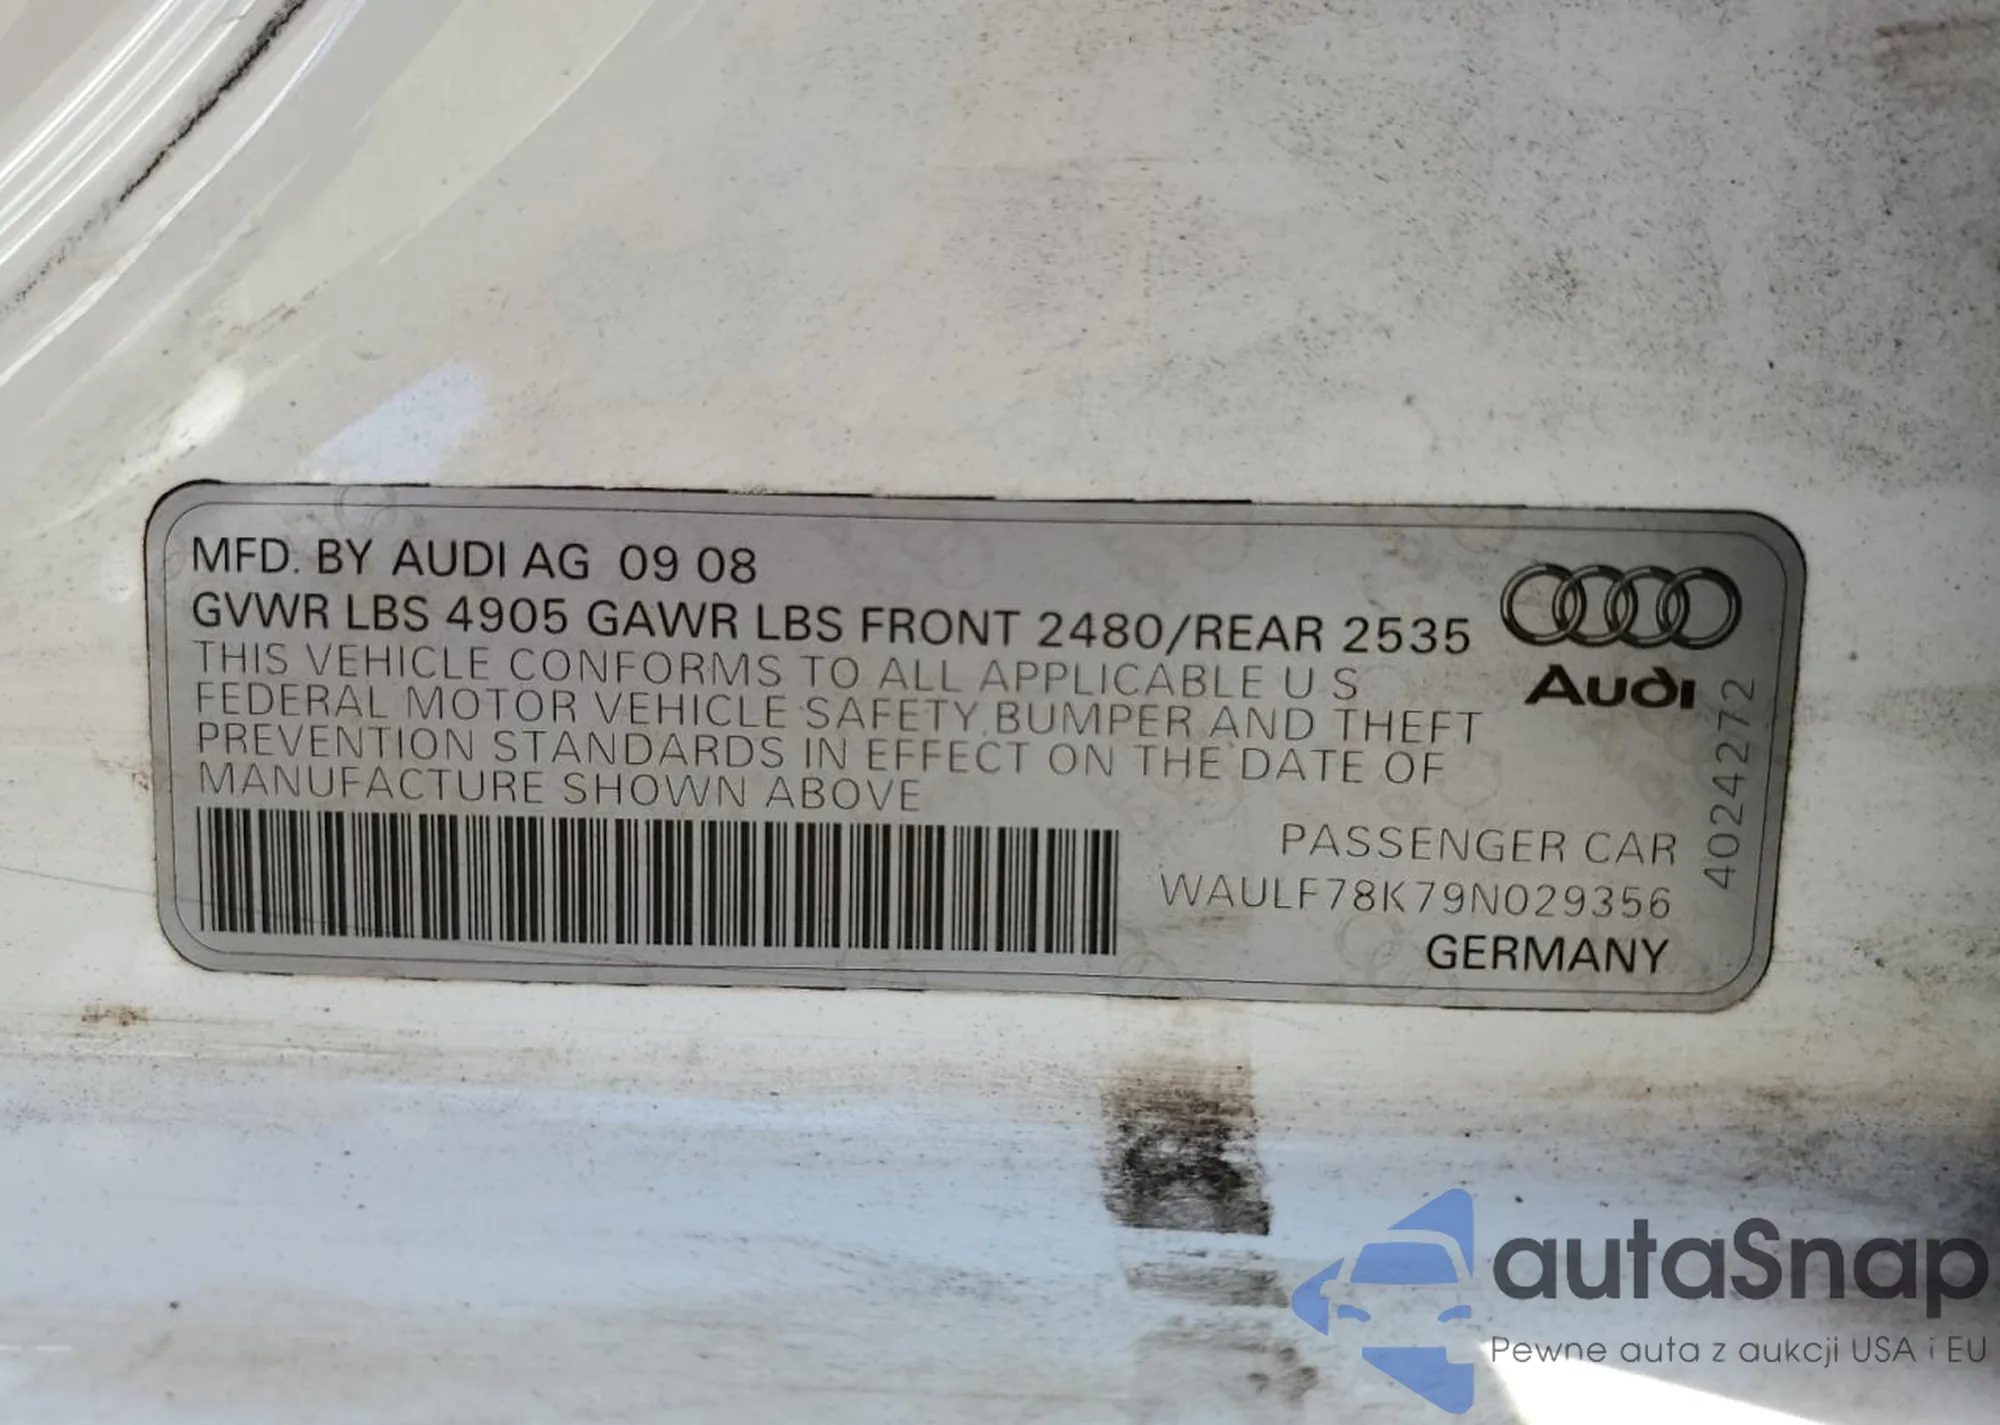 MFD. BY AUDI AG 09 08
GVWR LBS 4905 GAWR LBS FRONT 2480/REAR 2535
THIS VEHICLE CONFORMS TO ALL APPLICABLE U S
FEDERAL MOTOR VEHICLE SAFETY, BUMPER AND THEFT
PREVENTION STANDARDS IN EFFECT ON THE DATE OF
MANUFACTURE SHOWN ABOVE
Audi
4024272
PASSENGER CAR
WAULF78K79N029356
GERMANY
autaSnap
Pewne auta z aukcji USA i EU